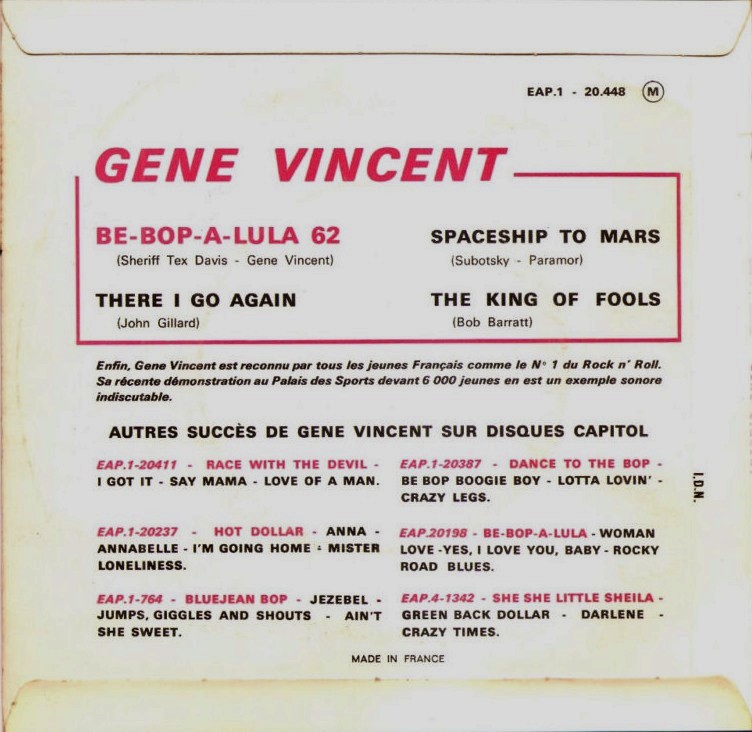 EAP.1 - 20.448 M
GENE VINCENT
BE-BOP-A-LULA 62
(Sheriff Tex Davis - Gene Vincent)
THERE I GO AGAIN
(John Gillard)
SPACESHIP TO MARS
(Subotsky - Paramor)
THE KING OF FOOLS
(Bob Barratt)
Enfin, Gene Vincent est reconnu par tous les jeunes Français comme le N° 1 du Rock n' Roll.
Sa récente démonstration au Palais des Sports devant 6 000 jeunes en est un exemple sonore
indiscutable.
AUTRES SUCCÈS DE GENE VINCENT SUR DISQUES CAPITOL
EAP.1-20411 - RACE WITH THE DEVIL -
I GOT IT - SAY MAMA - LOVE OF A MAN.
EAP.1-20387 - DANCE TO THE BOP -
BE BOP BOOGIE BOY - LOTTA LOVIN' -
CRAZY LEGS.
EAP.1-20237 - HOT DOLLAR - ANNA -
ANNABELLE - I'M GOING HOME - MISTER
LONELINESS.
EAP.20198 - BE-BOP-A-LULA - WOMAN
LOVE -YES, I LOVE YOU, BABY - ROCKY
ROAD BLUES.
EAP.1-764 - BLUEJEAN BOP - JEZEBEL -
JUMPS, GIGGLES AND SHOUTS - AIN'T
SHE SWEET.
EAP.4-1342 - SHE SHE LITTLE SHEILA -
GREEN BACK DOLLAR - DARLENE -
CRAZY TIMES.
I.D.N.
MADE IN FRANCE